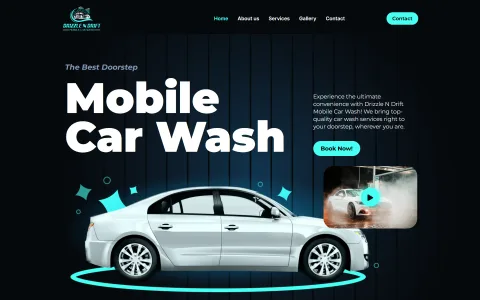 DRIZZLE N DRIFT
Home
About us
Services
Gallery
Contact
Contact
The Best Doorstep
Mobile
Car Wash
Experience the ultimate
convenience with Drizzle N Drift
Mobile Car Wash! We bring top-
quality car wash services right to
your doorstep, wherever you are.
Book Now!